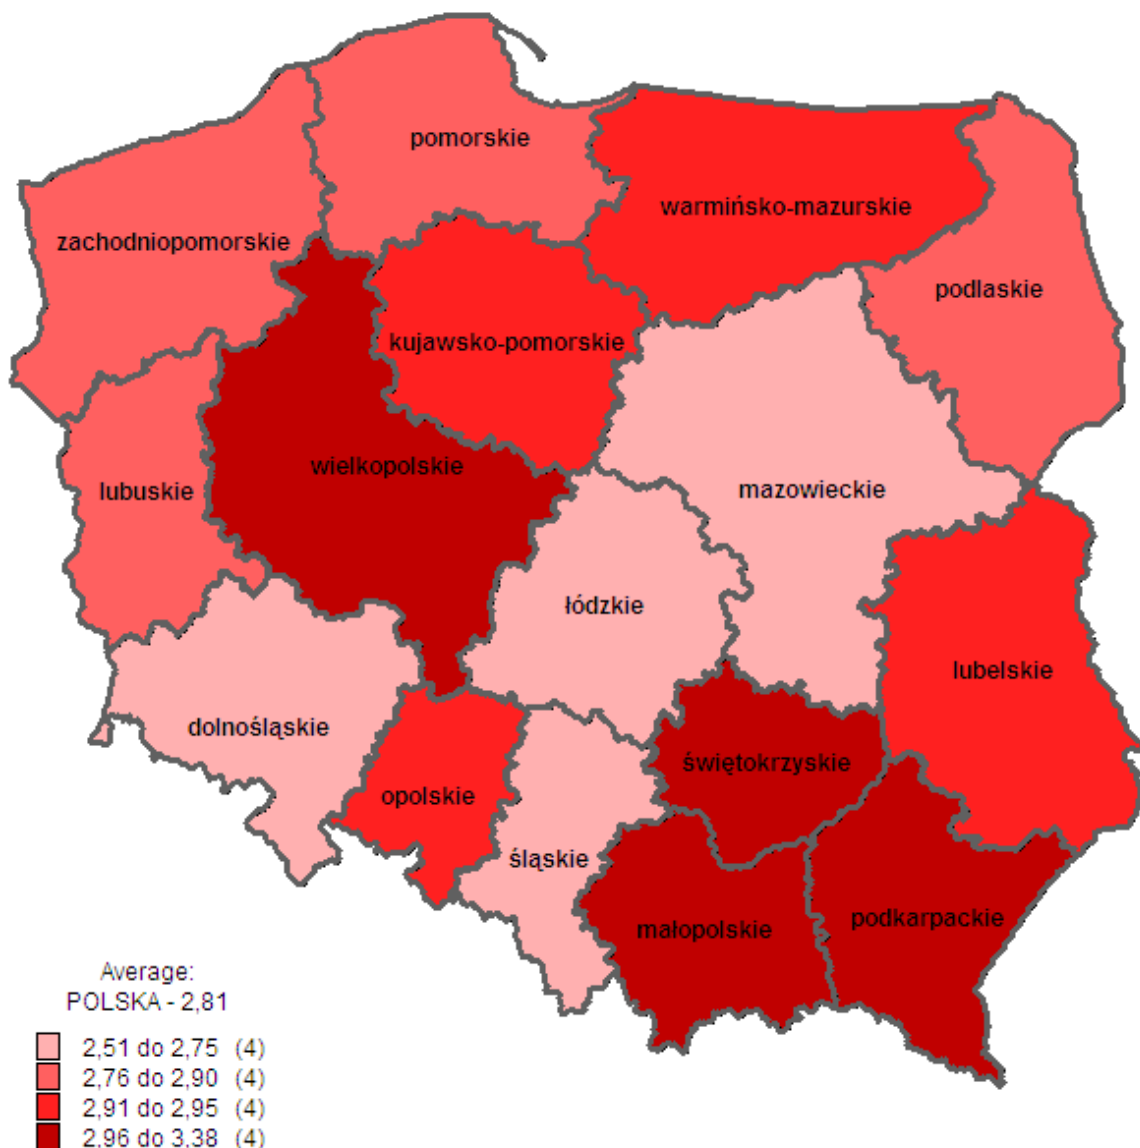 pomorskie
warmińsko-mazurskie
zachodniopomorskie
podlaskie
kujawsko-pomorskie
wielkopolskie
lubuskie
mazowieckie
łódzkie
lubelskie
dolnośląskie
świętokrzyskie
opolskie
śląskie
podkarpackie
małopolskie
Average:
POLSKA - 2,81
2,51 do 2,75 (4)
2,76 do 2,90 (4)
2,91 do 2,95 (4)
2,96 do 3,38 (4)